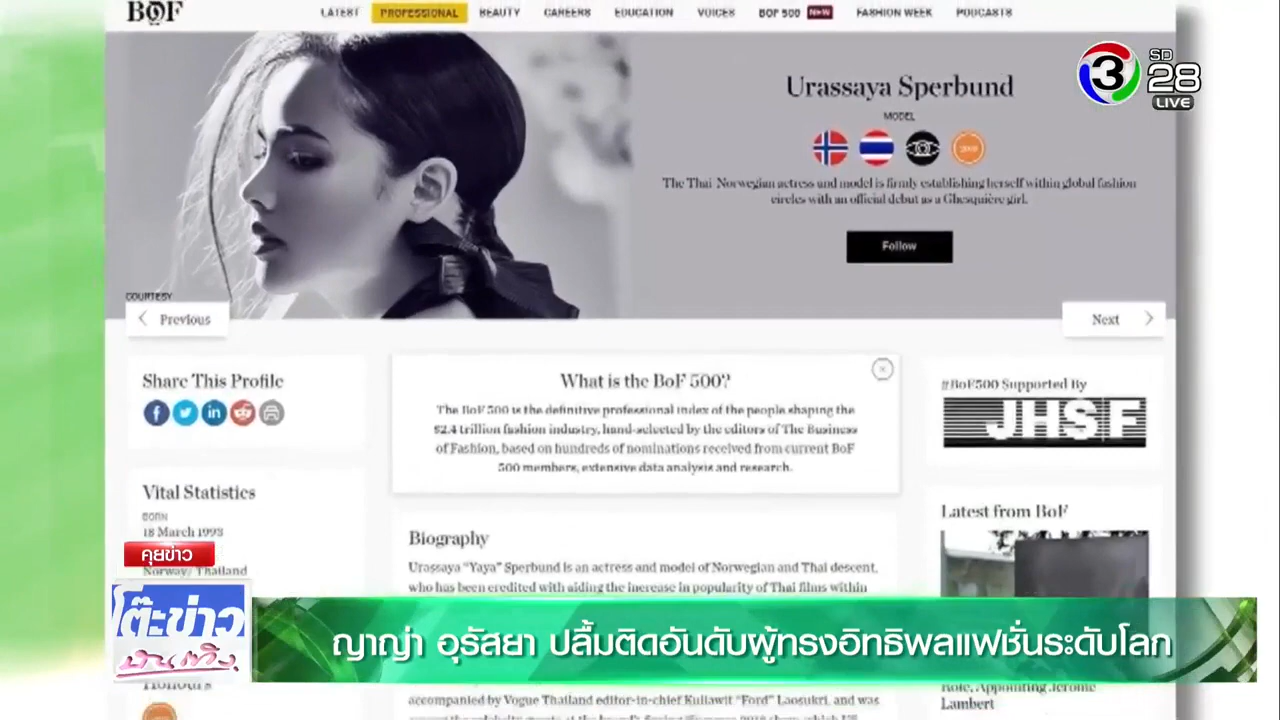 BOF
LATEST PROFESSIONAL BEAUTY CAREERS EDUCATION VOICES BOF 500 NEW FASHION WEEK PODCASTS
3 SD 28 LIVE
Urassaya Sperbund
MODEL
The Thai-Norwegian actress and model is firmly establishing herself within global fashion
circles with an official debut as a Ghesquière girl.
Follow
COURTESY
Previous
Next
Share This Profile
What is the BoF 500?
The BoF 500 is the definitive professional index of the people shaping the
$2.4 trillion fashion industry, hand-selected by the editors of The Business
of Fashion, based on hundreds of nominations received from current BoF
500 members, extensive data analysis and research.
#BoF500 Supported By
JHSF
Vital Statistics
BORN
18 March 1993
Norway/ Thailand
Latest from BoF
Biography
Urassaya “Yaya” Sperbund is an actress and model of Norwegian and Thai descent,
who has been credited with aiding the increase in popularity of Thai films within
คุยข่าว
โต๊ะข่าว
บันเทิง
ญาญ่า อุรัสยา ปลื้มติดอันดับผู้ทรงอิทธิพลแฟชั่นระดับโลก
Honours
accompanied by Vogue Thailand editor-in-chief Kullawit “Ford” Laosukri, and was
Role, Appointing Jérôme
Lambert